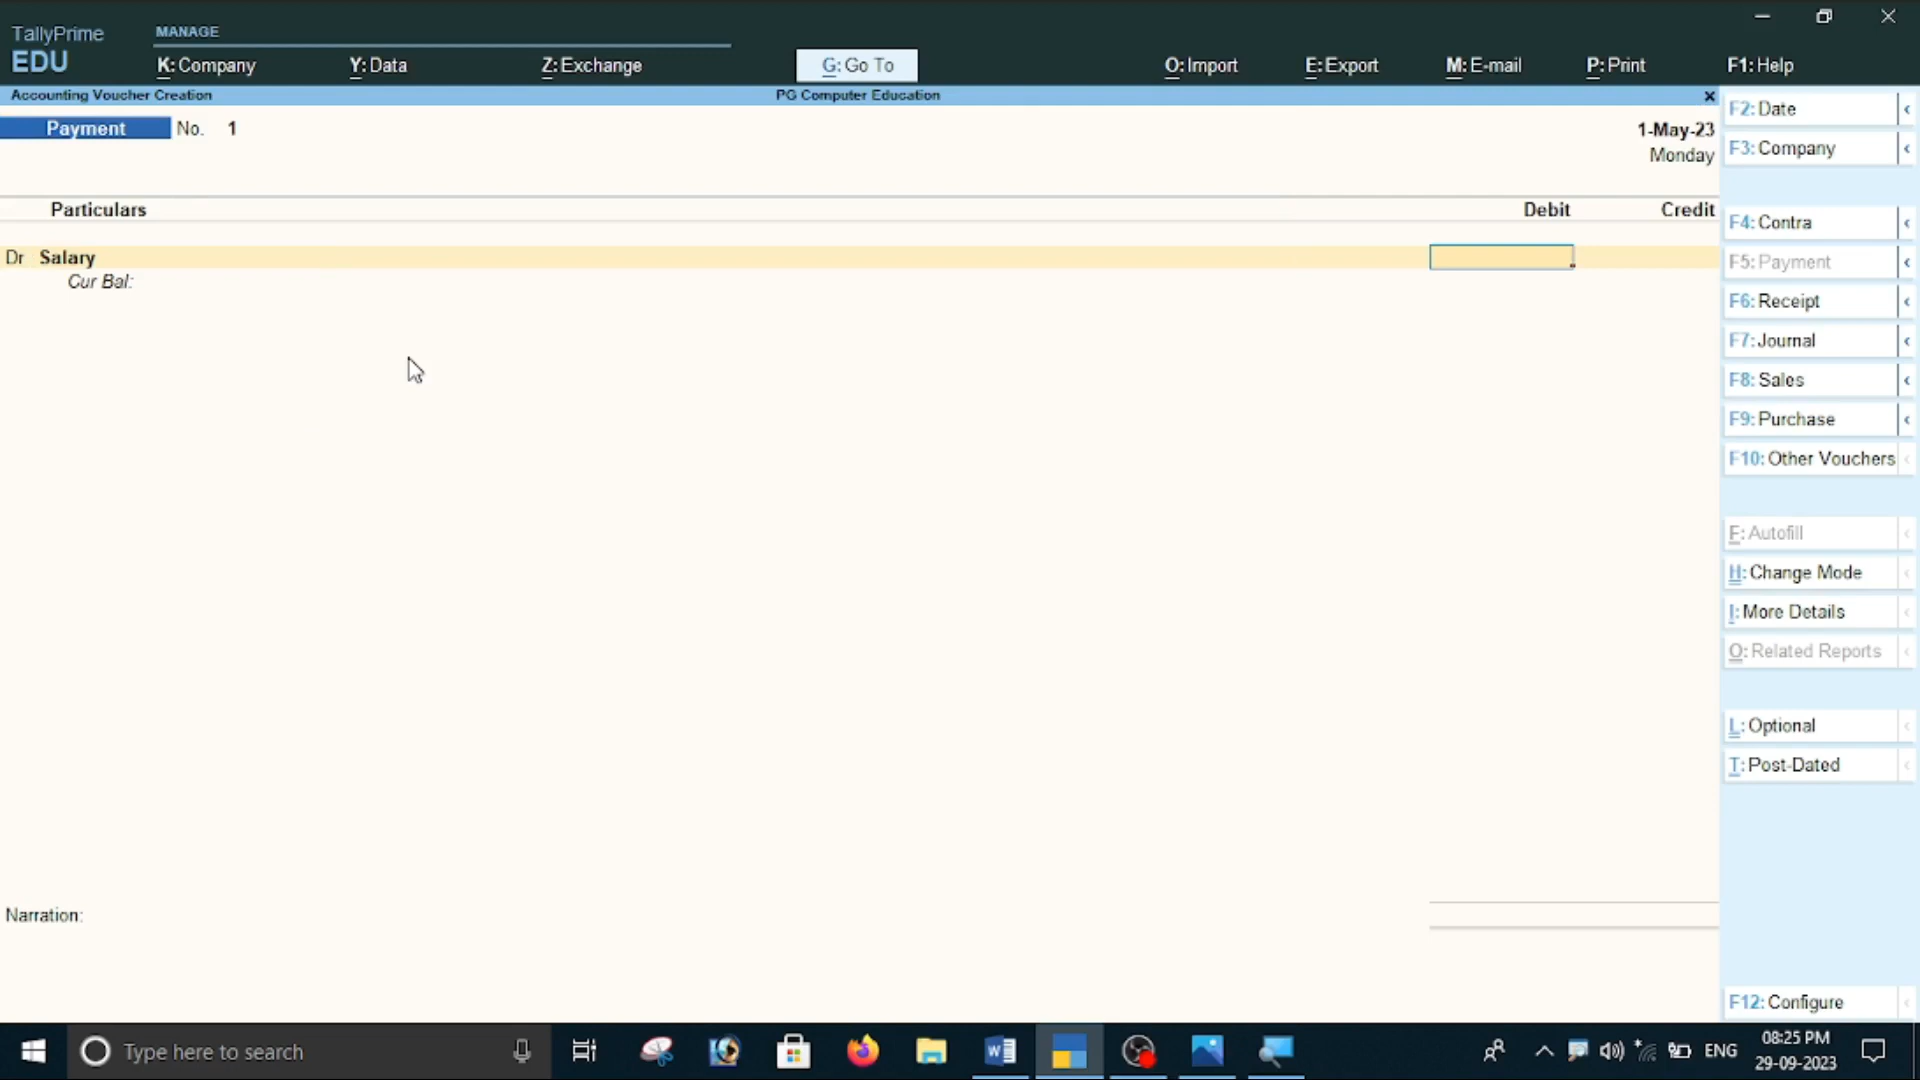 TallyPrime
EDU
MANAGE
K: Company
Y: Data
Z: Exchange
G: Go To
O: Import
E: Export
M: E-mail
P: Print
F1: Help
Accounting Voucher Creation
PG Computer Education
Payment No. 1
1-May-23
Monday
Particulars Debit Credit
Dr Salary
Cur Bal:
Narration:
F2: Date
F3: Company
F4: Contra
F5: Payment
F6: Receipt
F7: Journal
F8: Sales
F9: Purchase
F10: Other Vouchers
F: Autofill
H: Change Mode
I: More Details
O: Related Reports
L: Optional
T: Post-Dated
F12: Configure
Type here to search
ENG
08:25 PM
29-09-2023